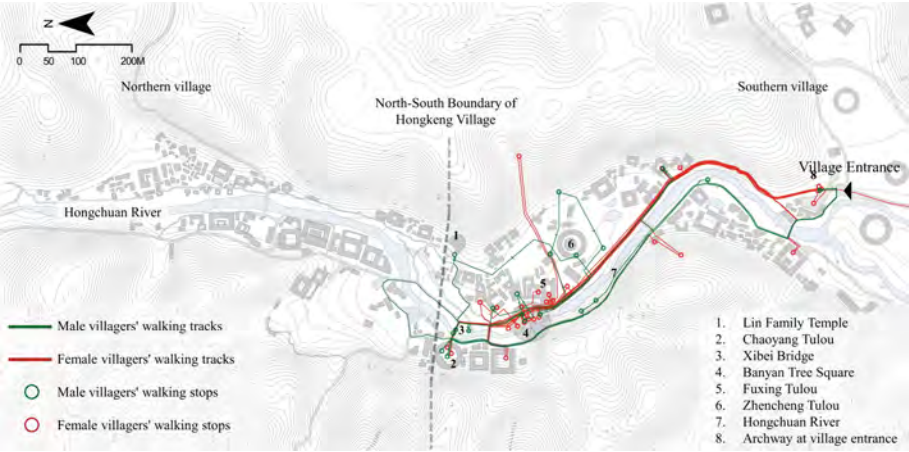 N
0 50 100 200M
Northern village
Southern village
North-South Boundary of
Hongkeng Village
Village Entrance
8
Hongchuan River
1
6
7
5
4
3
2
Male villagers' walking tracks
Female villagers' walking tracks
Male villagers' walking stops
Female villagers' walking stops
1. Lin Family Temple
2. Chaoyang Tulou
3. Xibei Bridge
4. Banyan Tree Square
5. Fuxing Tulou
6. Zhencheng Tulou
7. Hongchuan River
8. Archway at village entrance